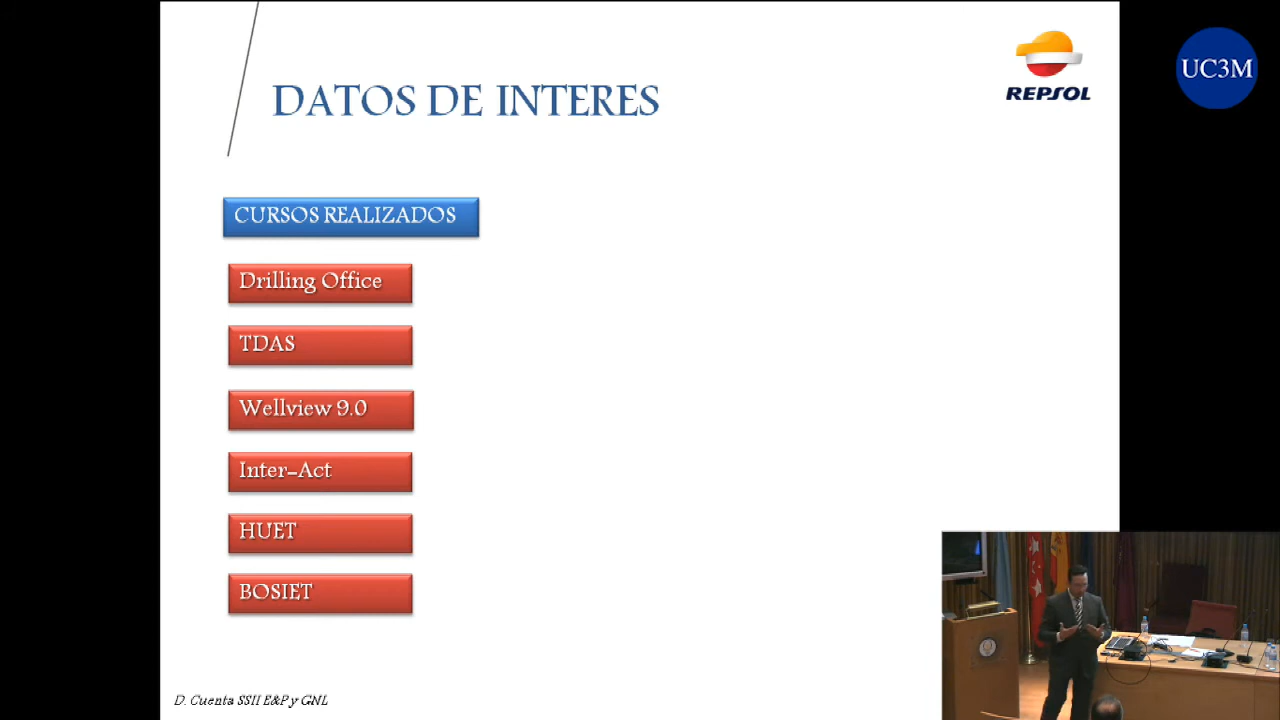 DATOS DE INTERES
REPSOL
UC3M
CURSOS REALIZADOS
Drilling Office
TDAS
Wellview 9.0
Inter-Act
HUET
BOSIET
D. Cuenta SSII E&P y GNL